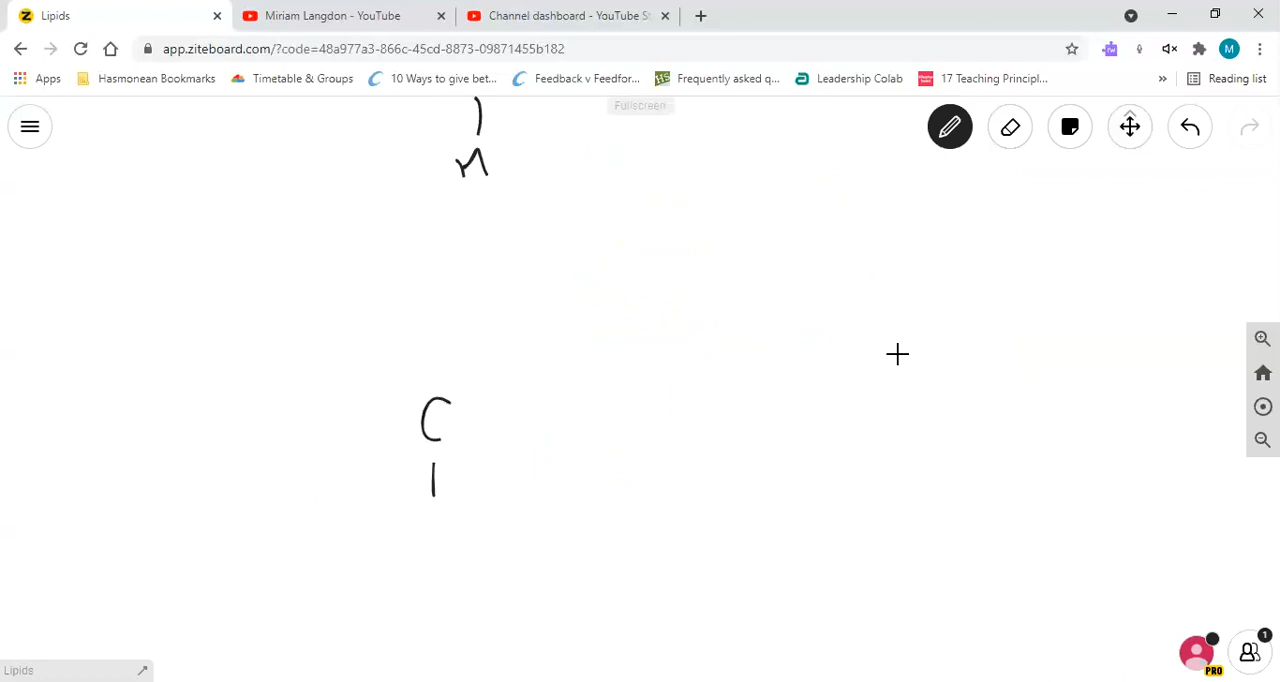 Lipids
Miriam Langdon - YouTube
Channel dashboard - YouTube St
app.ziteboard.com/?code=48a977a3-866c-45cd-8873-09871455b182
M
Apps
Hasmonean Bookmarks
Timetable & Groups
10 Ways to give bet...
Feedback v Feedfor...
Frequently asked q...
Leadership Colab
17 Teaching Principl...
»
Reading list
Fullscreen
C
Lipids
1
PRO